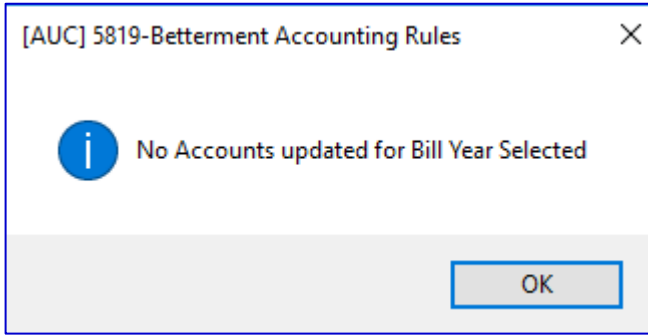 [AUC] 5819-Betterment Accounting Rules
No Accounts updated for Bill Year Selected
OK